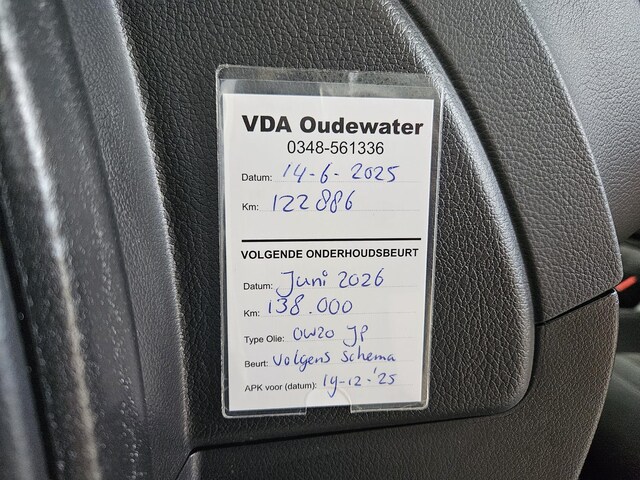 VDA Oudewater
0348-561336
Datum: 14-6-2025
Km: 122886
VOLGENDE ONDERHOUDSBEURT
Datum: Juni 2026
Km: 138.000
Type Olie: 0W20 JP
Beurt: Volgens Schema
APK voor (datum): 19-12-'25